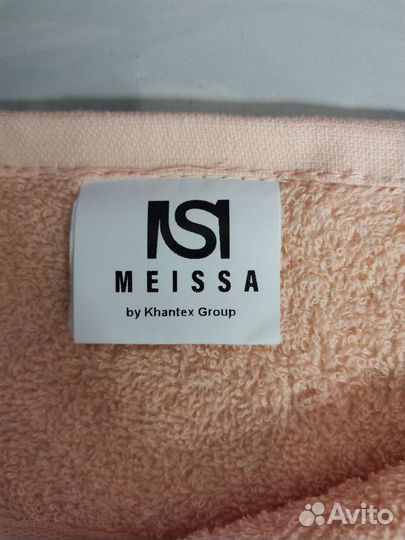 MEISSA
by Khantex Group
Avito